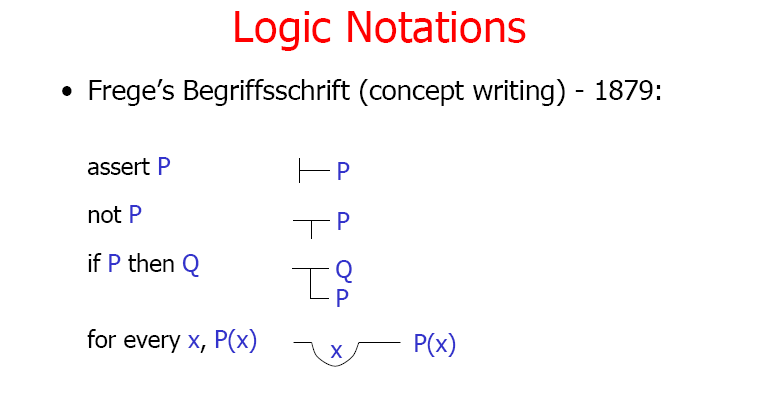 Logic Notations
• Frege's Begriffsschrift (concept writing) - 1879:
assert P P
not P P
if P then Q Q
P
for every x, P(x) x P(x)